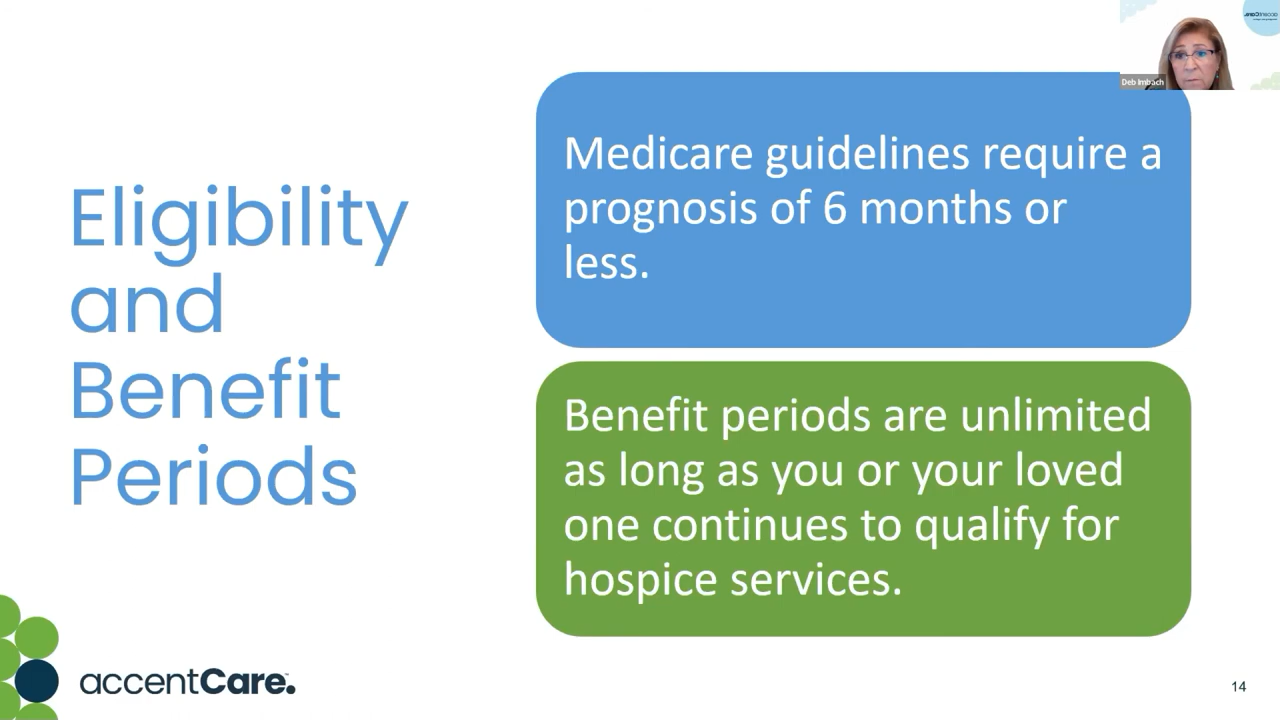 Deb Imbach
Eligibility
and
Benefit
Periods
Medicare guidelines require a
prognosis of 6 months or
less.
Benefit periods are unlimited
as long as you or your loved
one continues to qualify for
hospice services.
accentCare.
14